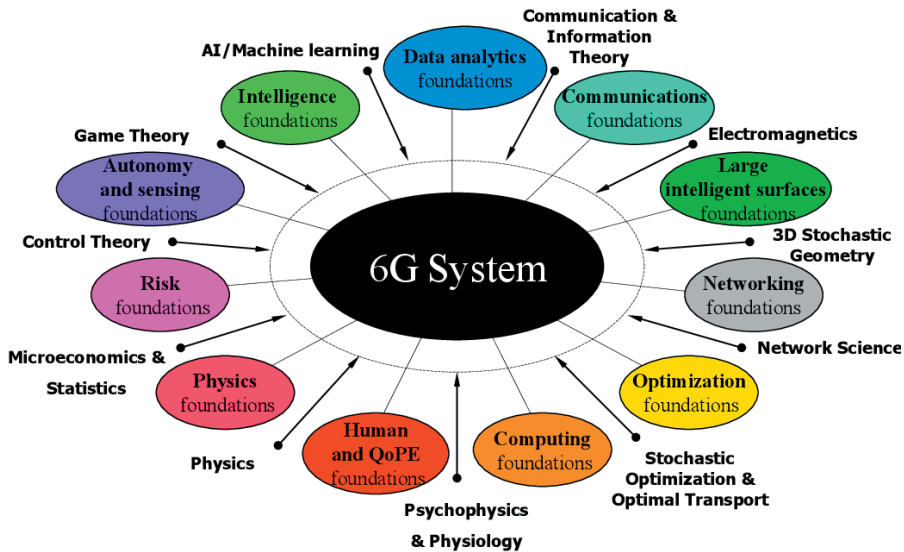 Communication &
Information
Theory
AI/Machine learning
Data analytics
foundations
Intelligence
foundations
Communications
foundations
Game Theory
Electromagnetics
Autonomy
and sensing
foundations
Large
intelligent surfaces
foundations
Control Theory
3D Stochastic
Geometry
6G System
Risk
foundations
Networking
foundations
Microeconomics &
Statistics
Network Science
Physics
foundations
Optimization
foundations
Human
and QoPE
foundations
Computing
foundations
Physics
Stochastic
Optimization &
Optimal Transport
Psychophysics
& Physiology